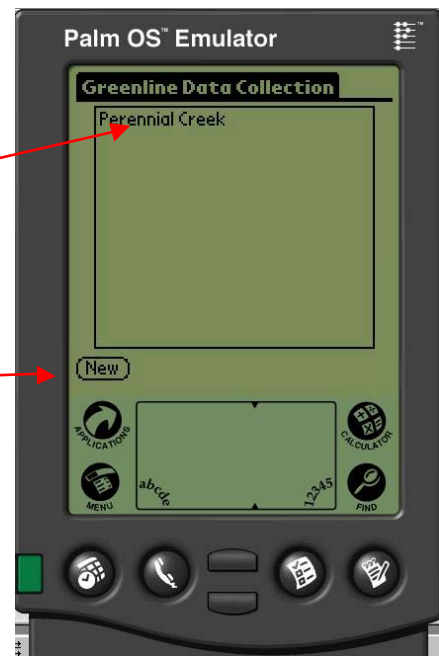 Palm OS™ Emulator
Greenline Data Collection
Perennial Creek
New
APPLICATIONS
CALCULATOR
MENU
abcde
12345
FIND